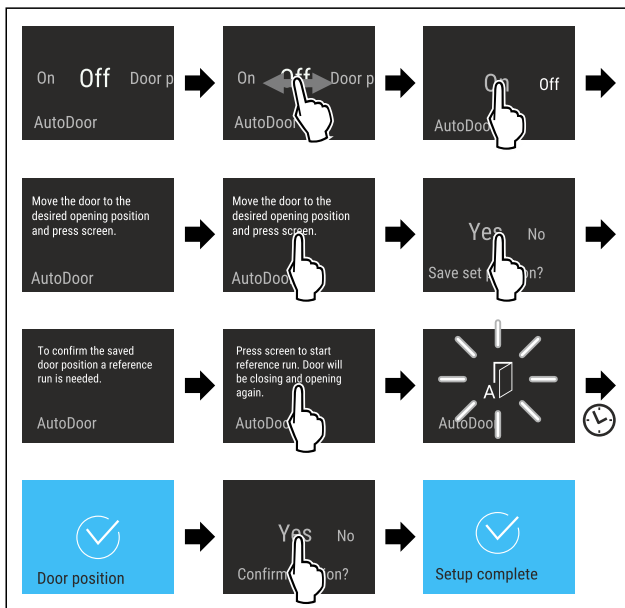 On Off Door p
AutoDoor
On Off Door p
AutoDoor
On Off
AutoDoo
Move the door to the
desired opening position
and press screen.
AutoDoor
Move the door to the
desired opening position
and press screen.
AutoDoor
Yes No
Save set p on?
To confirm the saved
door position a reference
run is needed.
AutoDoor
Press screen to start
reference run. Door will
be closing and opening
again.
AutoDoor
A
AutoDoo
Door position
Yes No
Confirm ion?
Setup complete